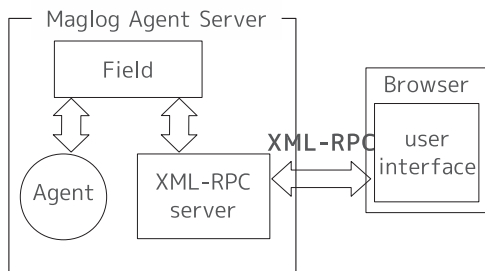 Maglog Agent Server
Field
Browser
XML-RPC
user
interface
Agent
XML-RPC
server